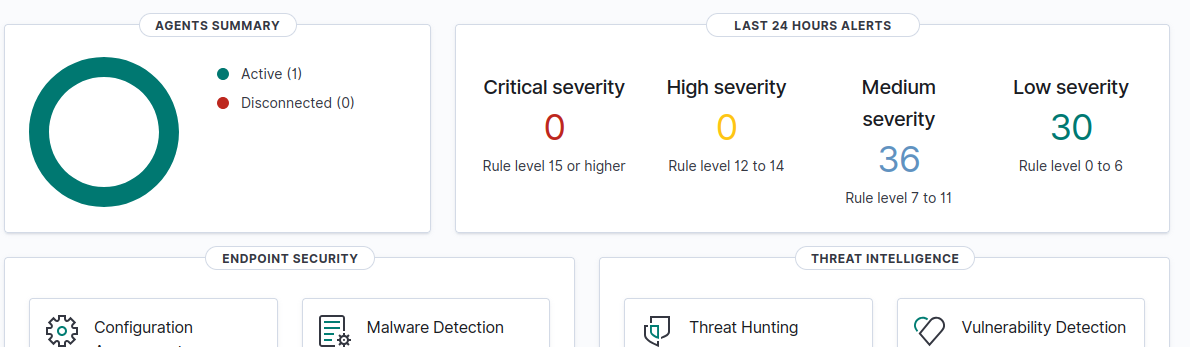 AGENTS SUMMARY
Active (1)
Disconnected (0)
LAST 24 HOURS ALERTS
Critical severity
0
Rule level 15 or higher
High severity
0
Rule level 12 to 14
Medium
severity
36
Rule level 7 to 11
Low severity
30
Rule level 0 to 6
ENDPOINT SECURITY
Configuration
Malware Detection
THREAT INTELLIGENCE
Threat Hunting
Vulnerability Detection